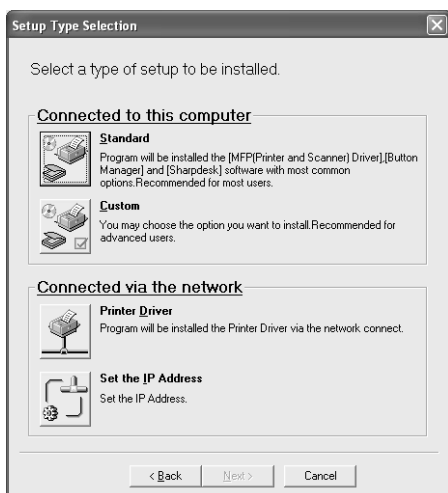 Setup Type Selection
Select a type of setup to be installed.
Connected to this computer
Standard
Program will be installed the [MFP(Printer and Scanner) Driver],[Button
Manager] and [Sharpdesk] software with most common
options.Recommended for most users.
Custom
You may choose the option you want to install.Recommended for
advanced users.
Connected via the network
Printer Driver
Program will be installed the Printer Driver via the network connect.
Set the IP Address
Set the IP Address.
< Back
Next >
Cancel